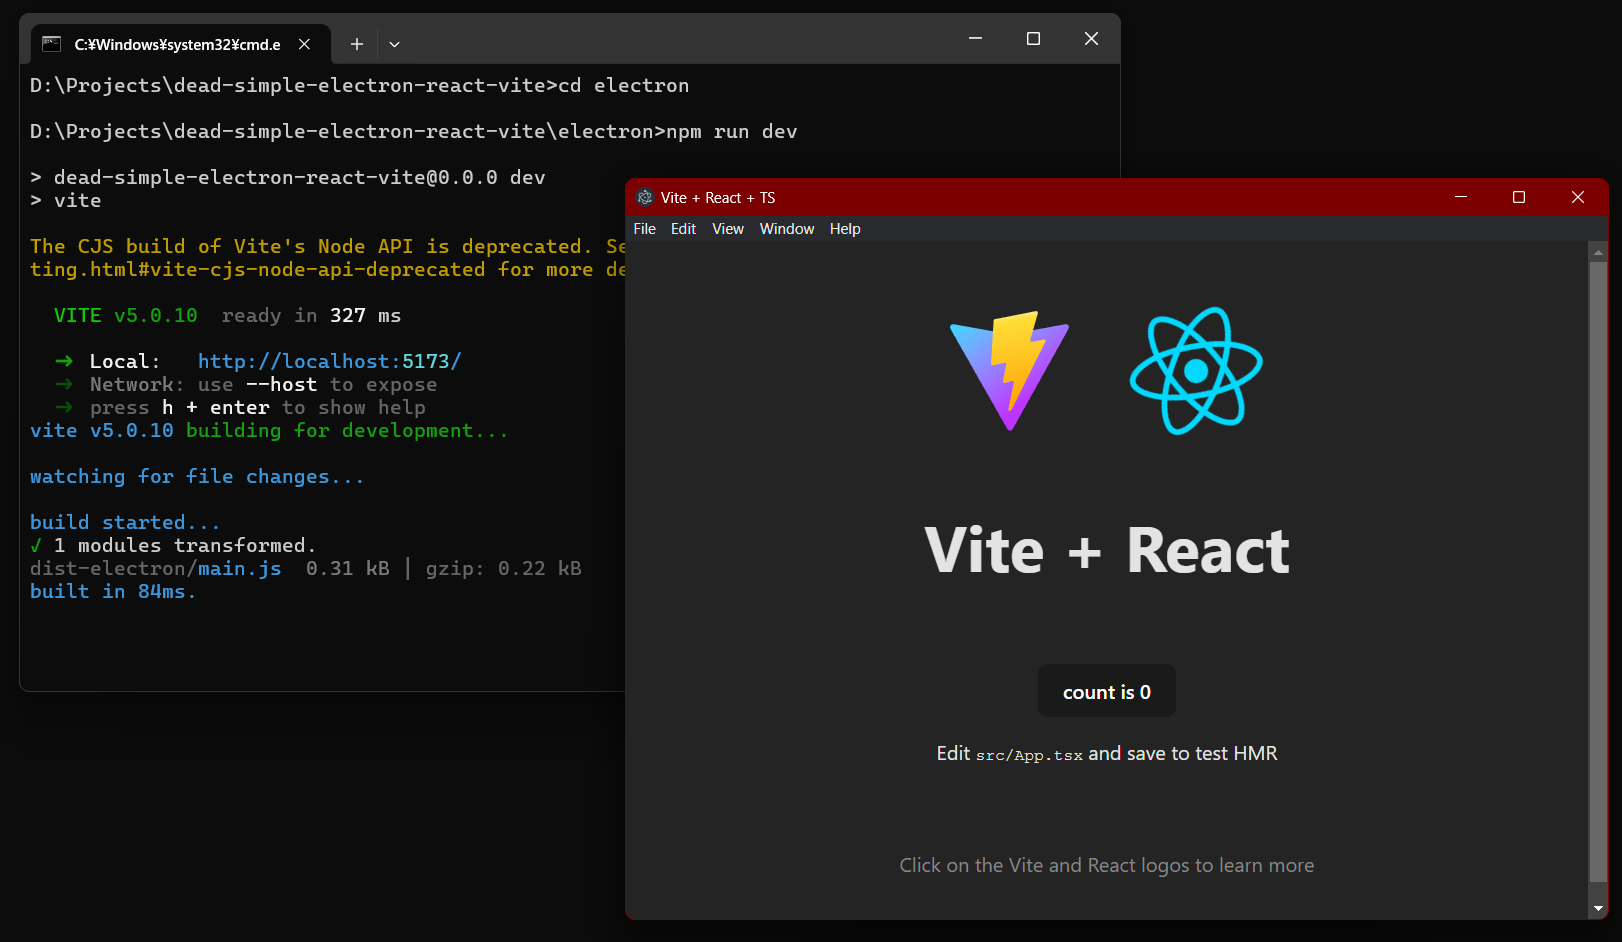 C:¥Windows¥system32¥cmd.e
D:\Projects\dead-simple-electron-react-vite>cd electron
D:\Projects\dead-simple-electron-react-vite\electron>npm run dev
> dead-simple-electron-react-vite@0.0.0 dev
> vite
The CJS build of Vite's Node API is deprecated. Se
ting.html#vite-cjs-node-api-deprecated for more de
VITE v5.0.10  ready in 327 ms
➜ Local:   http://localhost:5173/
➜ Network: use --host to expose
➜ press h + enter to show help
vite v5.0.10 building for development...
watching for file changes...
build started...
√ 1 modules transformed.
dist-electron/main.js  0.31 kB │ gzip: 0.22 kB
built in 84ms.
Vite + React + TS
File Edit View Window Help
Vite + React
count is 0
Edit src/App.tsx and save to test HMR
Click on the Vite and React logos to learn more